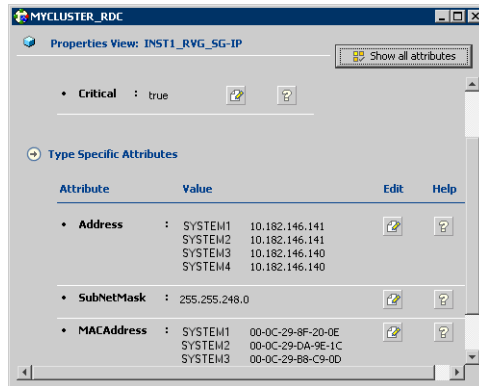 MYCLUSTER_RDC
Properties View: INST1_RVG_SG-IP
Show all attributes
• Critical : true
Type Specific Attributes
Attribute Value Edit Help
• Address : SYSTEM1 10.182.146.141
SYSTEM2 10.182.146.141
SYSTEM3 10.182.146.140
SYSTEM4 10.182.146.140
• SubNetMask : 255.255.248.0
• MACAddress : SYSTEM1 00-0C-29-8F-20-0E
SYSTEM2 00-0C-29-DA-9E-1C
SYSTEM3 00-0C-29-B8-C9-0D